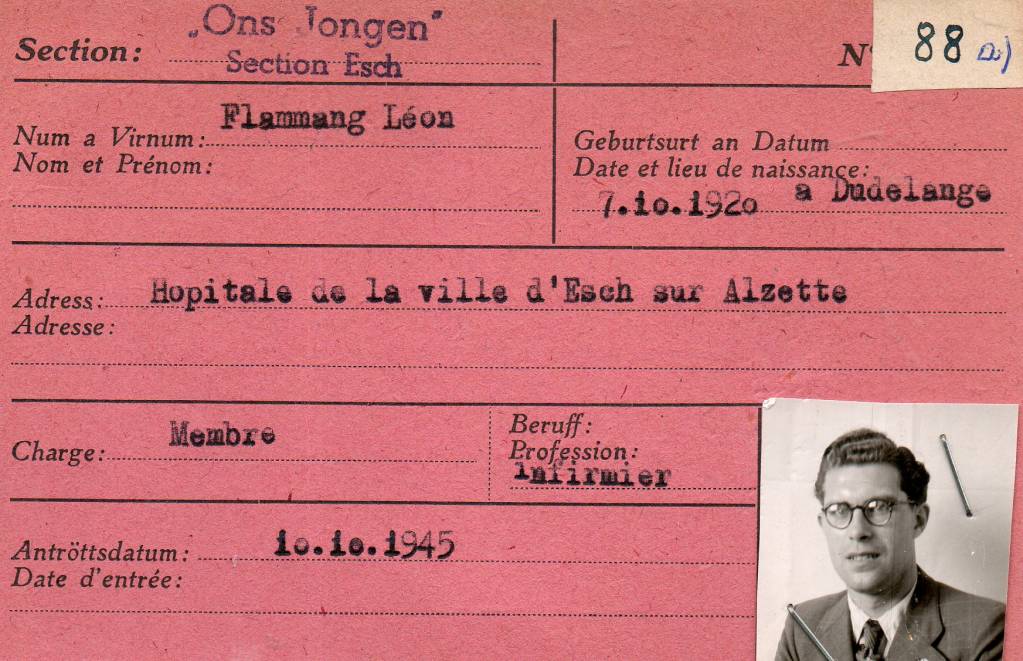 Section: „Ons Jongen"
Section Esch
N° 88 a)
Num a Virnum: Flammang Léon
Nom et Prénom:
Geburtsurt an Datum
Date et lieu de naissance:
7.10.1920 a Dudelange
Adress: Hopitale de la ville d'Esch sur Alzette
Adresse:
Charge: Membre
Beruff:
Profession:
Infirmier
Antröttsdatum: 10.10.1945
Date d'entrée: